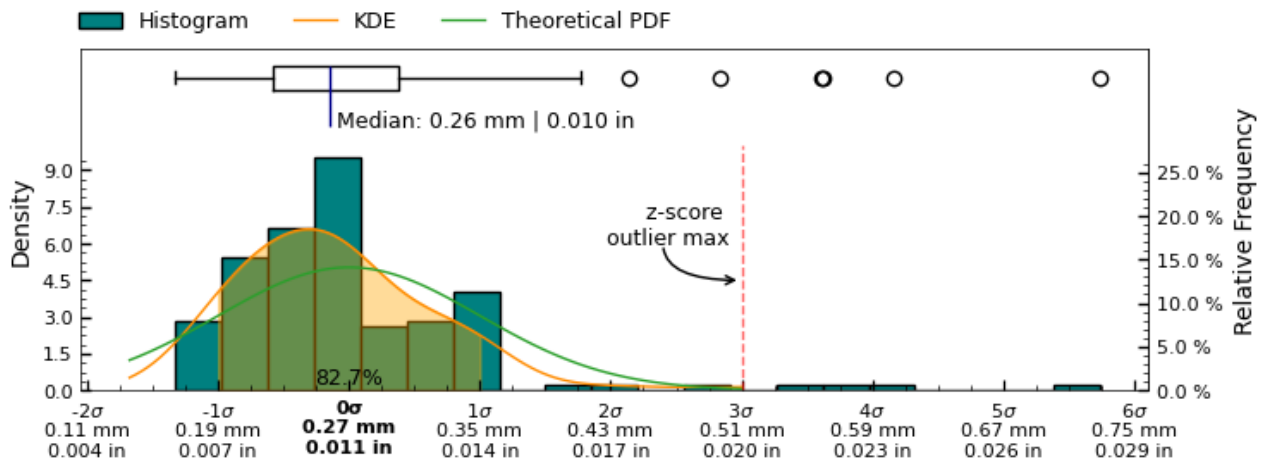 Histogram KDE Theoretical PDF
Median: 0.26 mm | 0.010 in
Density
9.0
7.5
6.0
4.5
3.0
1.5
0.0
z-score
outlier max
82.7%
25.0 %
20.0 %
15.0 %
10.0 %
5.0 %
0.0 %
Relative Frequency
-2σ -1σ 0σ 1σ 2σ 3σ 4σ 5σ 6σ
0.11 mm 0.19 mm 0.27 mm 0.35 mm 0.43 mm 0.51 mm 0.59 mm 0.67 mm 0.75 mm
0.004 in 0.007 in 0.011 in 0.014 in 0.017 in 0.020 in 0.023 in 0.026 in 0.029 in